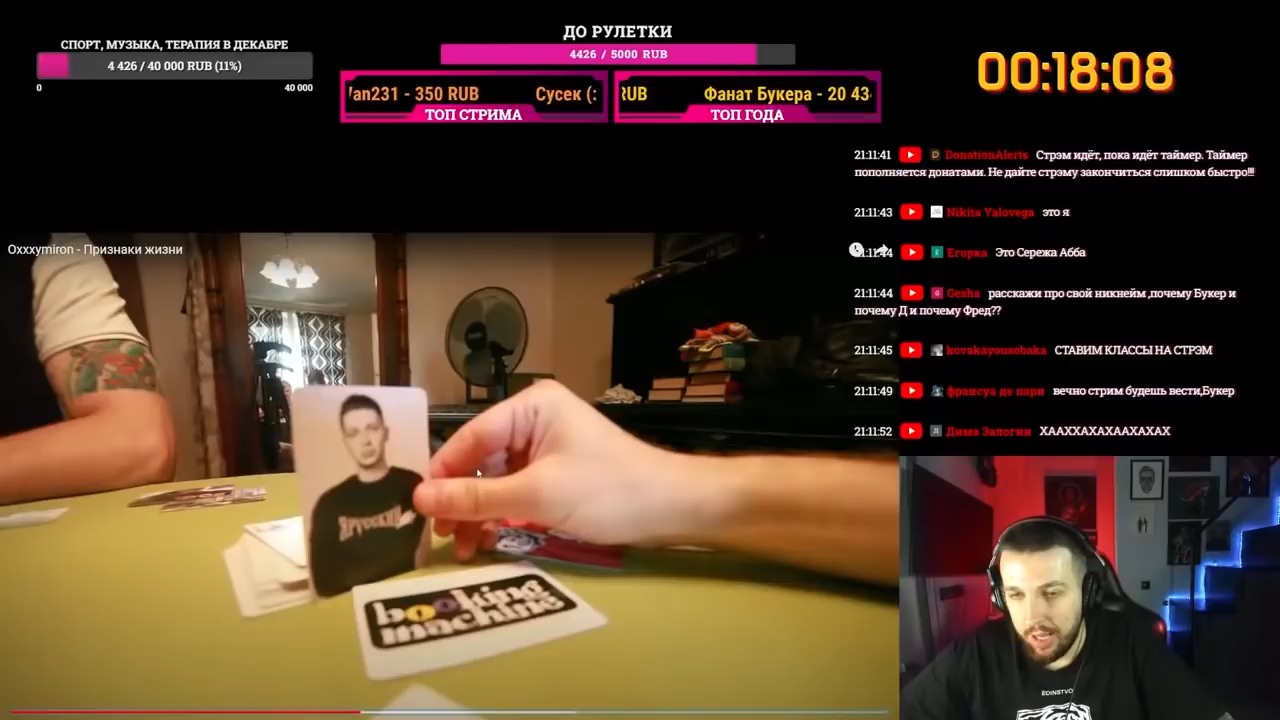 СПОРТ, МУЗЫКА, ТЕРАПИЯ В ДЕКАБРЕ
4 426 / 40 000 RUB (11%)
0
40 000
ДО РУЛЕТКИ
4426 / 5000 RUB
an231 - 350 RUB
Сусек (:
ТОП СТРИМА
RUB
Фанат Букера - 20 43
ТОП ГОДА
00:18:08
21:11:41 DonationAlerts Стрэм идёт, пока идёт таймер. Таймер
пополняется донатами. Не дайте стрэму закончиться слишком быстро!!!
21:11:43 Nikita Yalovega это я
21:11:44 Егорка Это Сережа Абба
21:11:44 Gesha расскажи про свой никнейм ,почему Букер и
почему Д и почему Фред??
21:11:45 kovakayousobaka СТАВИМ КЛАССЫ НА СТРЭМ
21:11:49 франсуа де пари вечно стрим будешь вести,Букер
21:11:52 Дима Залогин ХААХХАХАХААХАХАХ
Oxxxymiron - Признаки жизни
ЯРУССКИЙ
booking
machine
EDINSTVO